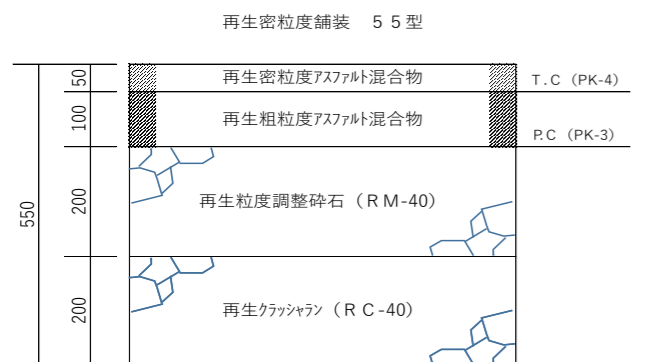 再生密粒度舗装　５５型
50
再生密粒度ｱｽﾌｧﾙﾄ混合物
Ｔ.Ｃ（PK-4）
100
再生粗粒度ｱｽﾌｧﾙﾄ混合物
P.C（PK-3）
550
200
再生粒度調整砕石（ＲＭ-40）
200
再生ｸﾗｯｼｬﾗﾝ（ＲＣ-40）